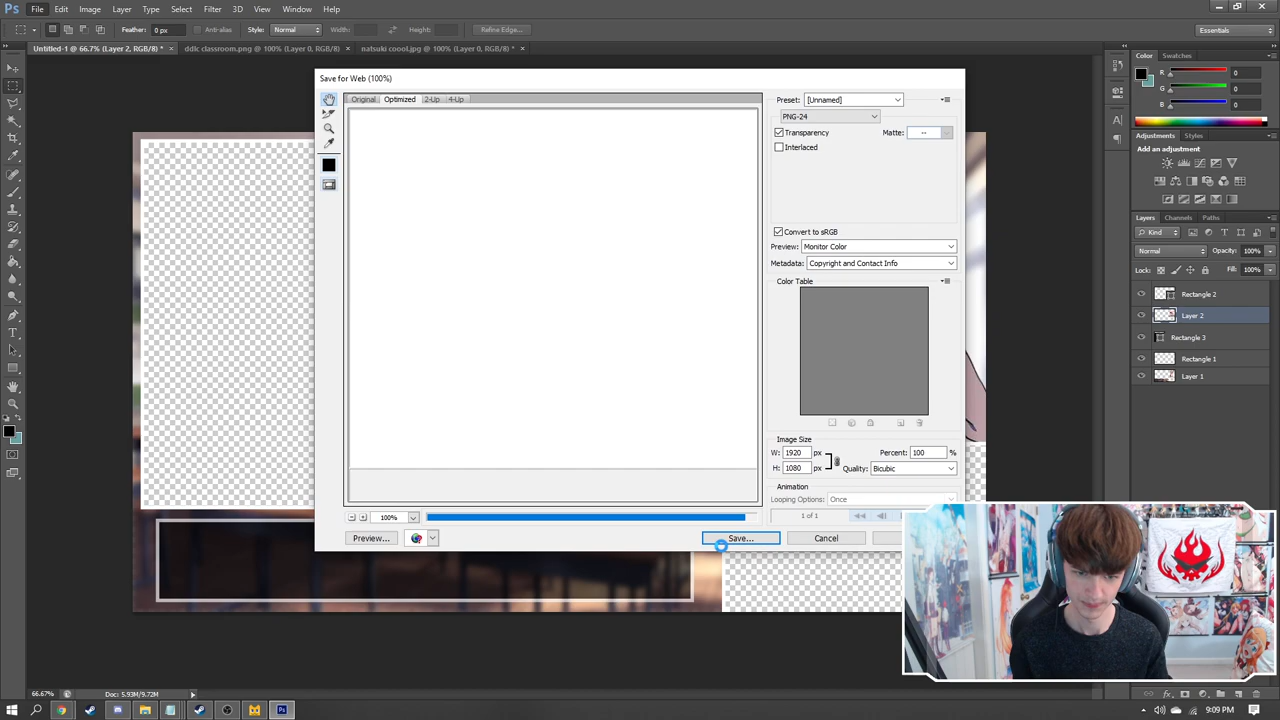 Ps File Edit Image Layer Type Select Filter 3D View Window Help
Feather: 0 px Anti-alias Style: Normal Width: Height: Refine Edge... Essentials
Untitled-1 @ 66.7% (Layer 2, RGB/8) * × ddlc classroom.png @ 100% (Layer 0, RGB/8) × natsuki coool.jpg @ 100% (Layer 0, RGB/8) * ×
Save for Web (100%)
Original Optimized 2-Up 4-Up
Preset: [Unnamed]
PNG-24
Transparency Matte: --
Interlaced
Convert to sRGB
Preview: Monitor Color
Metadata: Copyright and Contact Info
Color Table
Image Size
W: 1920 px Percent: 100 %
H: 1080 px Quality: Bicubic
Animation
Looping Options: Once
1 of 1
100%
Preview... Save... Cancel
Color Swatches
R 0
G 0
B 0
Adjustments Styles
Add an adjustment
Layers Channels Paths
Kind
Normal Opacity: 100%
Lock: Fill: 100%
Rectangle 2
Layer 2
Rectangle 3
Rectangle 1
Layer 1
66.67% Doc: 5.93M/9.72M
Ps 9:09 PM